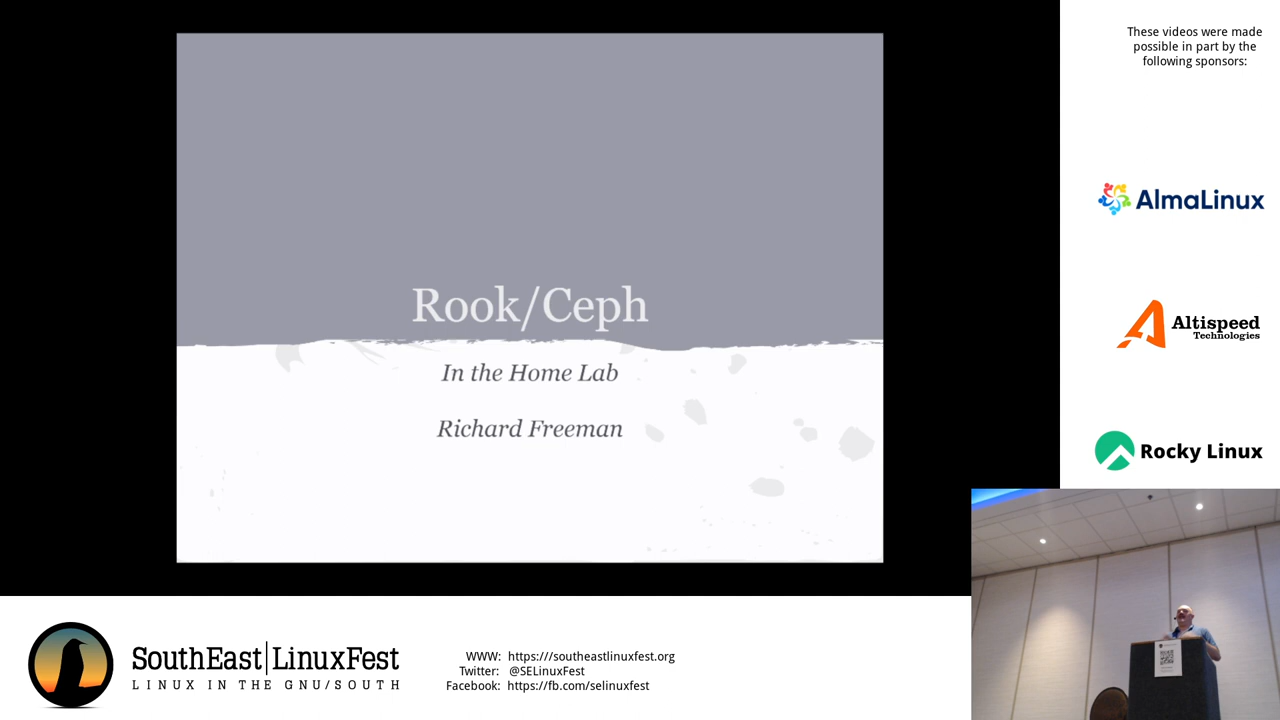 Rook/Ceph
In the Home Lab
Richard Freeman
These videos were made
possible in part by the
following sponsors:
AlmaLinux
Altispeed
Technologies
Rocky Linux
SouthEast|LinuxFest
LINUX IN THE GNU/SOUTH
WWW: https:///southeastlinuxfest.org
Twitter: @SELinuxFest
Facebook: https://fb.com/selinuxfest